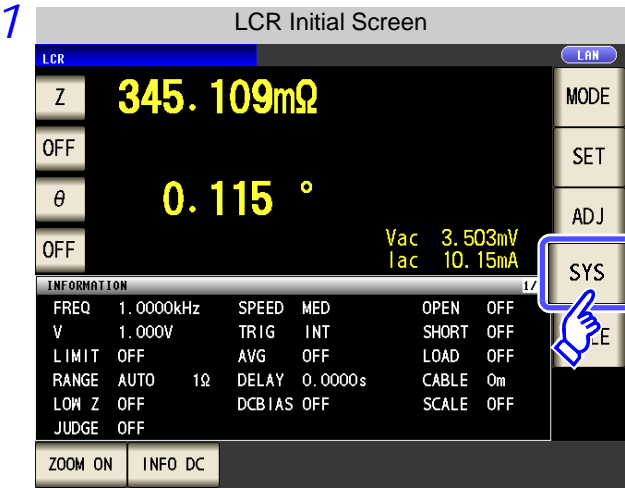 1
LCR Initial Screen
LCR
LAN
Z
345.109mΩ
MODE
OFF
SET
θ
0.115 °
ADJ
OFF
Vac 3.503mV
Iac 10.15mA
SYS
INFORMATION 1/
FREQ 1.0000kHz SPEED MED OPEN OFF
V 1.000V TRIG INT SHORT OFF
LIMIT OFF AVG OFF LOAD OFF
RANGE AUTO 1Ω DELAY 0.0000s CABLE 0m
LOW Z OFF DCBIAS OFF SCALE OFF
JUDGE OFF
ZOOM ON INFO DC